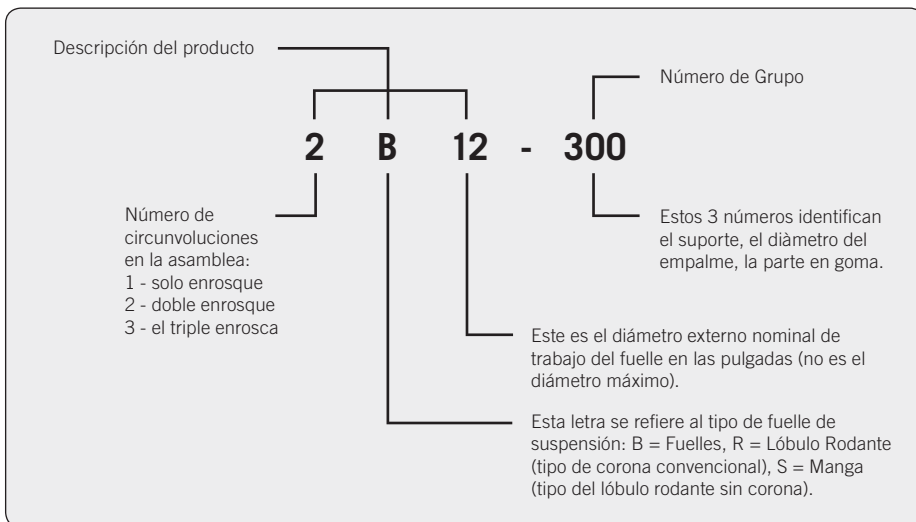 Descripción del producto
Número de Grupo
2 B 12 - 300
Número de
circunvoluciones
en la asamblea:
1 - solo enrosque
2 - doble enrosque
3 - el triple enrosca
Estos 3 números identifican
el suporte, el diàmetro del
empalme, la parte en goma.
Este es el diámetro externo nominal de
trabajo del fuelle en las pulgadas (no es el
diámetro máximo).
Esta letra se refiere al tipo de fuelle de
suspensión: B = Fuelles, R = Lóbulo Rodante
(tipo de corona convencional), S = Manga
(tipo del lóbulo rodante sin corona).